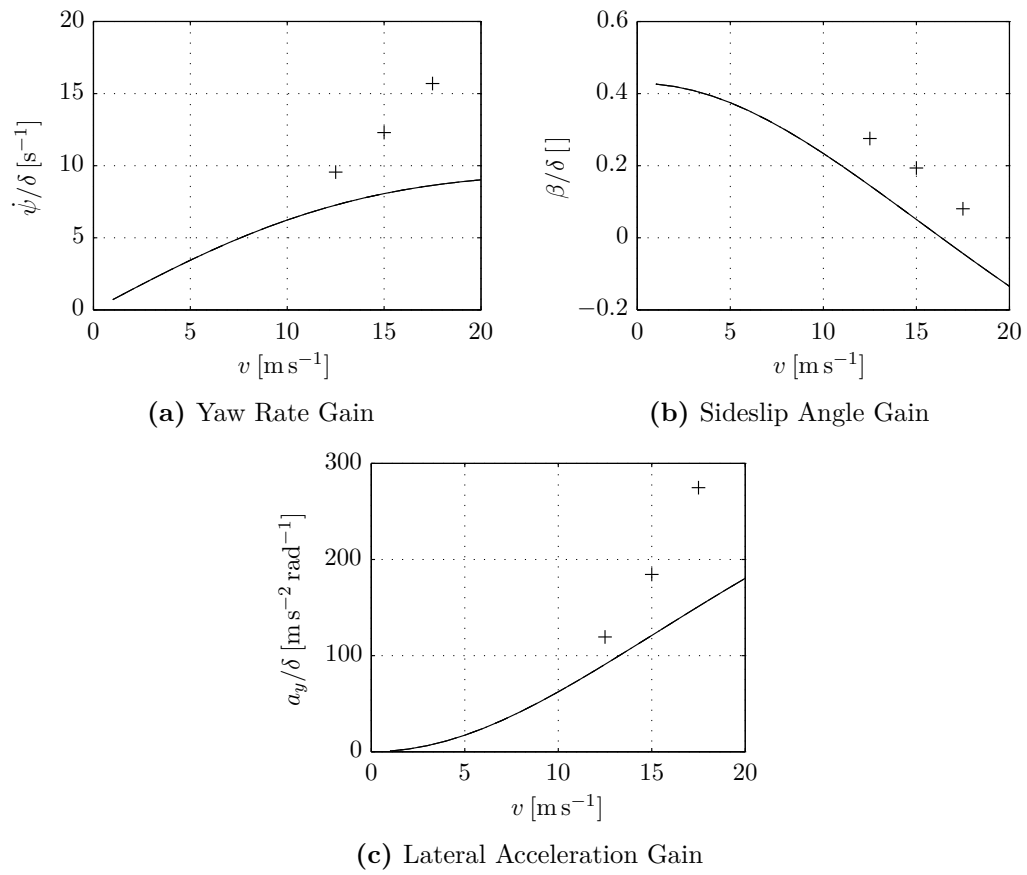 20
15
10
5
0
0 5 10 15 20
ψ̇/δ [s⁻¹]
v [m s⁻¹]
(a) Yaw Rate Gain
0.6
0.4
0.2
0
−0.2
0 5 10 15 20
β/δ []
v [m s⁻¹]
(b) Sideslip Angle Gain
300
200
100
0
0 5 10 15 20
a_y/δ [m s⁻² rad⁻¹]
v [m s⁻¹]
(c) Lateral Acceleration Gain